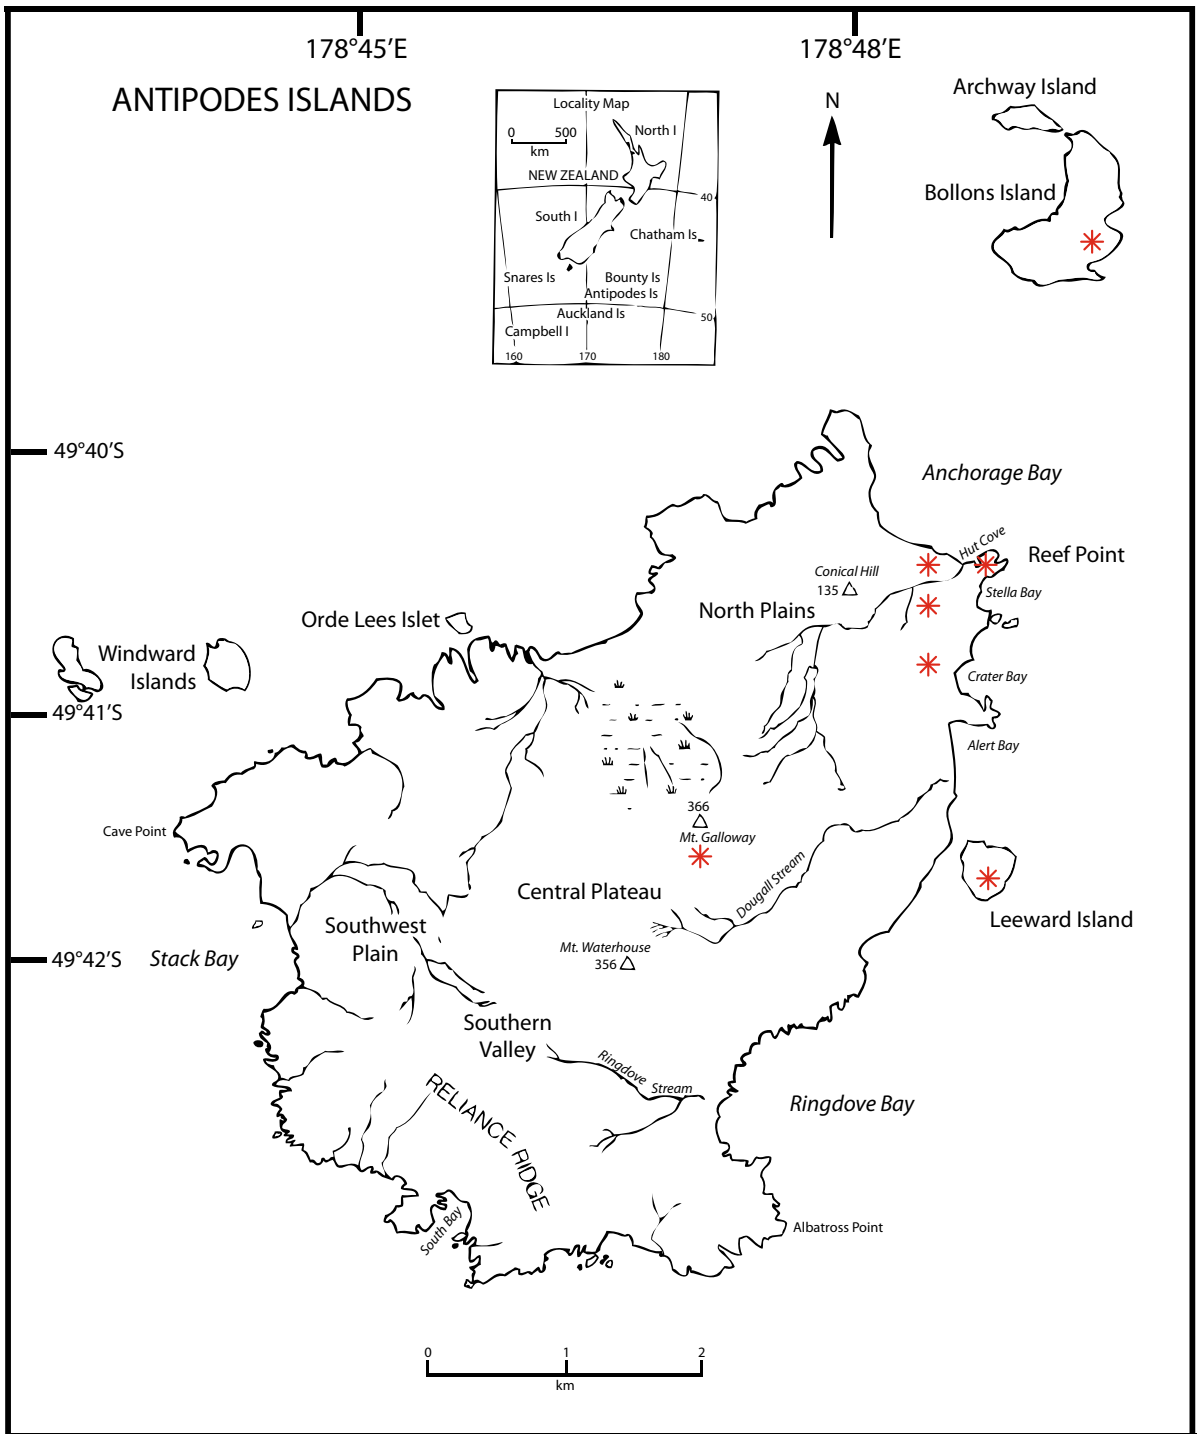 178°45’E
178°48’E
ANTIPODES ISLANDS
Locality Map
0 500
km
North I
NEW ZEALAND
40
South I
Chatham Is
Snares Is
Bounty Is
Antipodes Is
Auckland Is
50
Campbell I
160 170 180
N
Archway Island
Bollons Island
49°40’S
Anchorage Bay
Hut Cove
Reef Point
Conical Hill
135
Stella Bay
North Plains
Orde Lees Islet
Windward
Islands
Crater Bay
49°41’S
Alert Bay
366
Mt. Galloway
Cave Point
Central Plateau
Dougall Stream
Leeward Island
Southwest
Plain
Mt. Waterhouse
356
49°42’S
Stack Bay
Southern
Valley
Ringdove Stream
RELIANCE RIDGE
Ringdove Bay
South Bay
Albatross Point
0 1 2
km